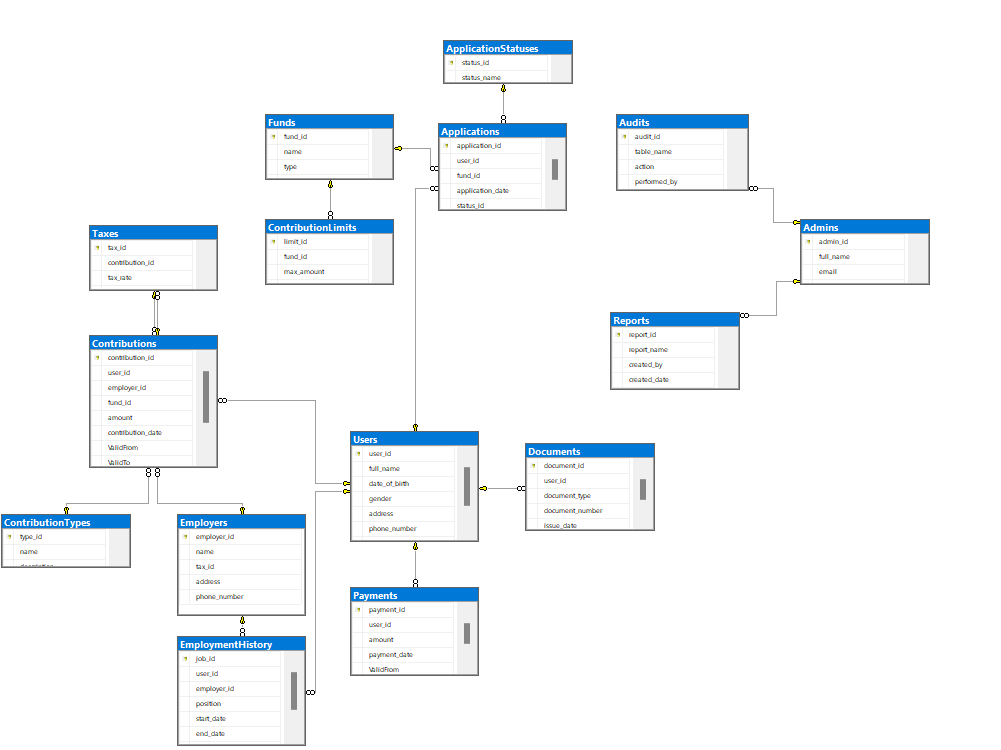 ApplicationStatuses
status_id
status_name
Funds
fund_id
name
type
Applications
application_id
user_id
fund_id
application_date
status_id
Audits
audit_id
table_name
action
performed_by
Taxes
tax_id
contribution_id
tax_rate
ContributionLimits
limit_id
fund_id
max_amount
Admins
admin_id
full_name
email
Reports
report_id
report_name
created_by
created_date
Contributions
contribution_id
user_id
employer_id
fund_id
amount
contribution_date
ValidFrom
ValidTo
Users
user_id
full_name
date_of_birth
gender
address
phone_number
Documents
document_id
user_id
document_type
document_number
issue_date
ContributionTypes
type_id
name
description
Employers
employer_id
name
tax_id
address
phone_number
Payments
payment_id
user_id
amount
payment_date
ValidFrom
EmploymentHistory
job_id
user_id
employer_id
position
start_date
end_date